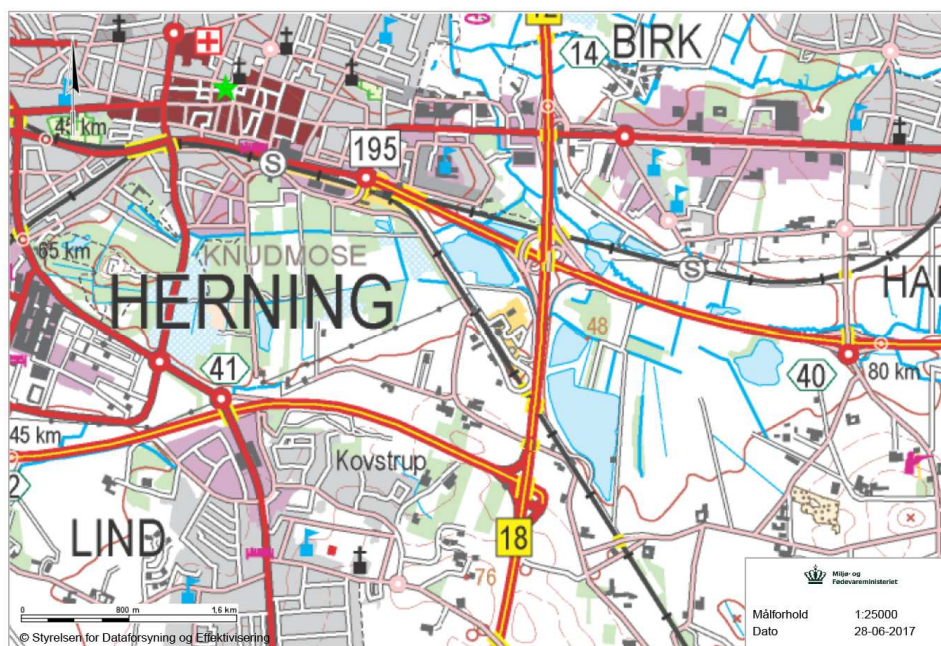 12
14
BIRK
45 km
195
S
65 km
KNUDMOSE
HERNING
S
HA
48
41
40
80 km
45 km
Kovstrup
2
18
LIND
76
0
800 m
1,6 km
© Styrelsen for Dataforsyning og Effektivisering
Miljø- og
Fødevareministeriet
Målforhold 1:25000
Dato 28-06-2017